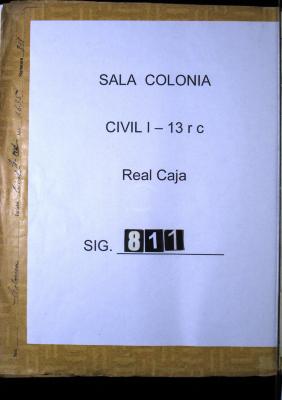 SALA COLONIA
CIVIL I – 13 r c
Real Caja
SIG. 811